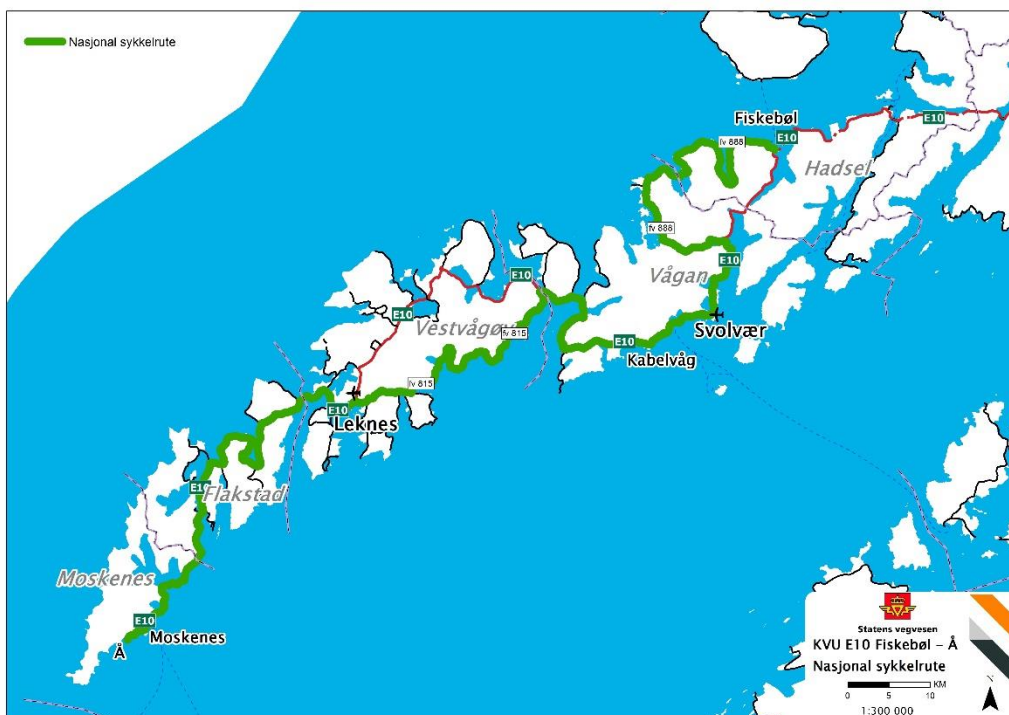 Nasjonal sykkelrute
Fiskebøl
E10
E10
fv 888
Hadsel
fv 888
E10
Vågan
E10
E10
Vestvågøy
Svolvær
fv 815
E10
Kabelvåg
fv 815
E10
Leknes
E10
Flakstad
Moskenes
E10
Moskenes
Å
Statens vegvesen
KVU E10 Fiskebøl - Å
Nasjonal sykkelrute
0 5 10 KM
N
1:300 000